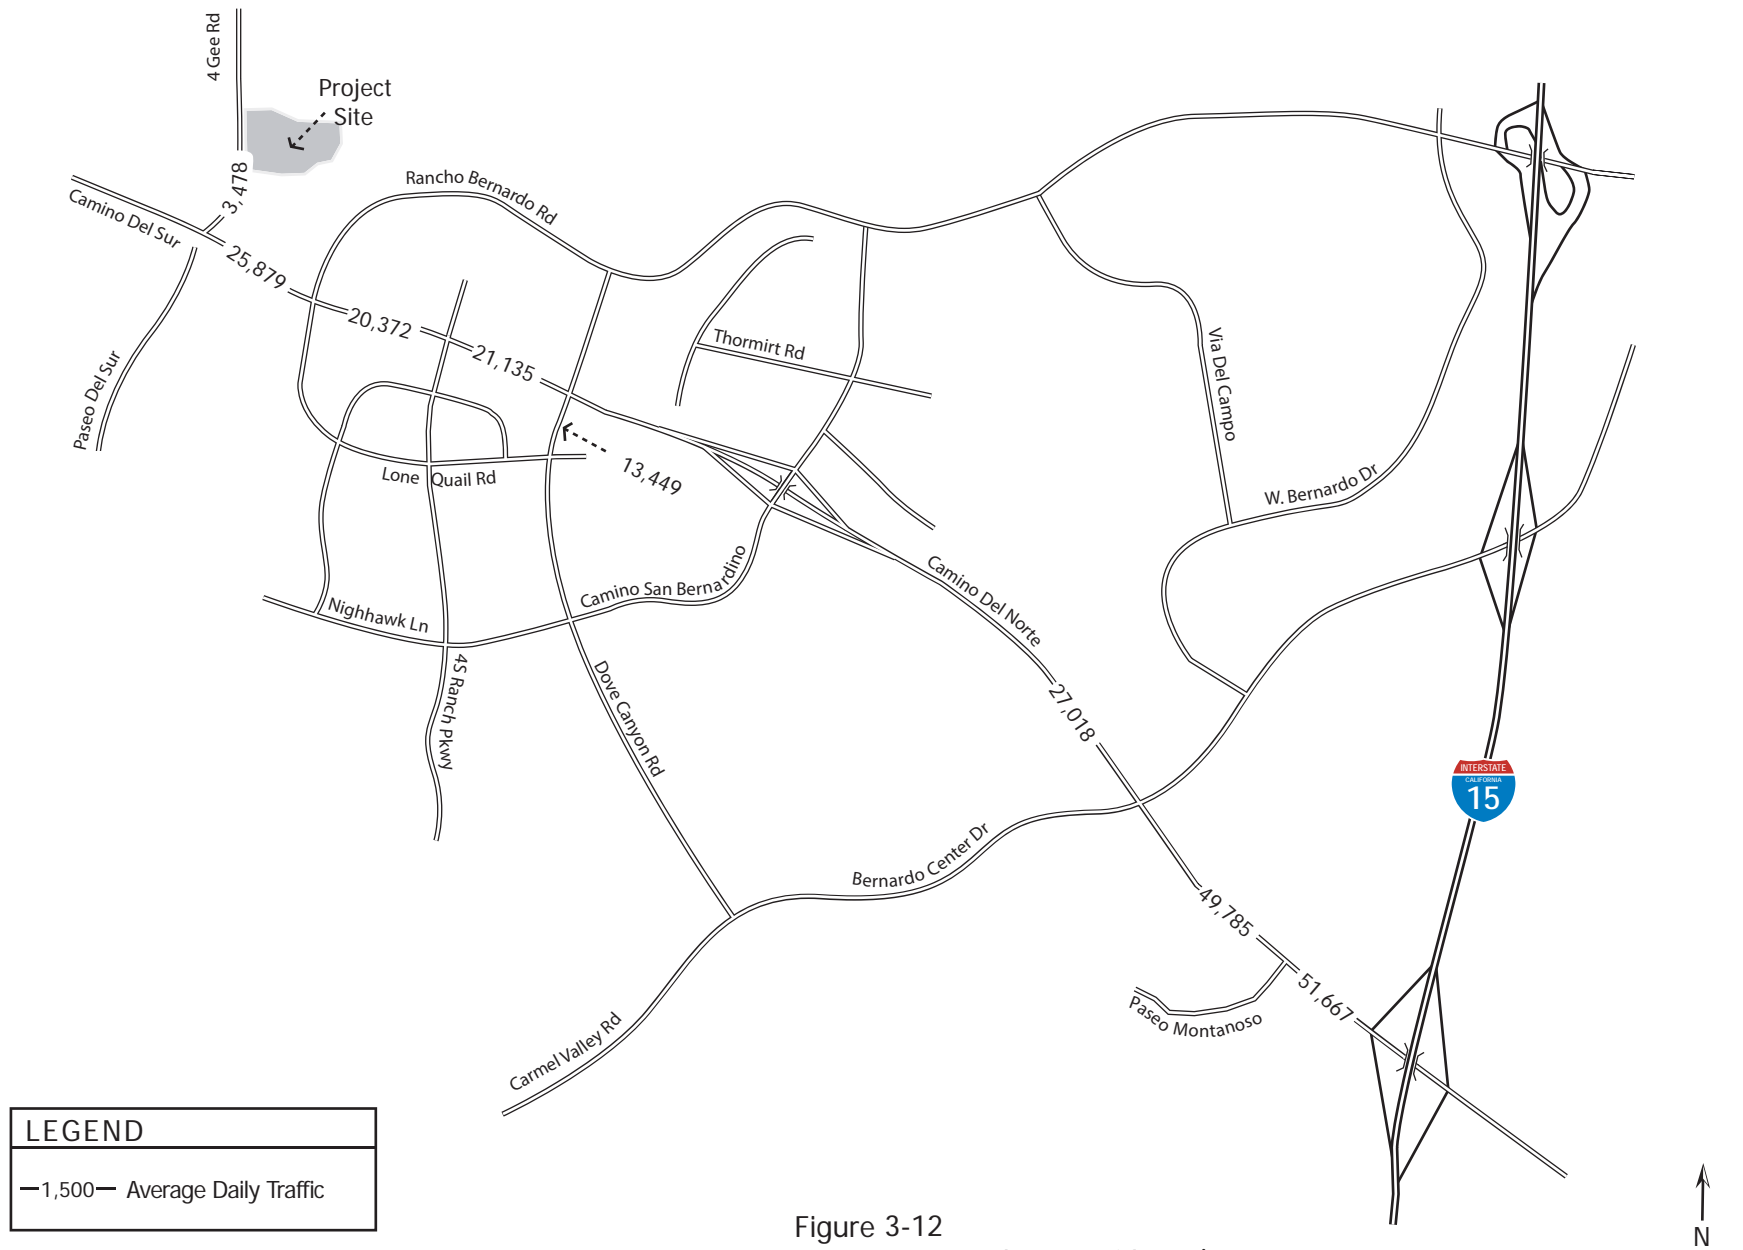 4 Gee Rd
Project
Site
3,478
Camino Del Sur
25,879
Rancho Bernardo Rd
20,372
21,135
Thormirt Rd
Paseo Del Sur
Via Del Campo
Lone Quail Rd
13,449
W. Bernardo Dr
Camino San Bernardino
Camino Del Norte
Nighhawk Ln
4S Ranch Pkwy
Dove Canyon Rd
27,018
INTERSTATE
CALIFORNIA
15
Bernardo Center Dr
49,785
51,667
Paseo Montanoso
Carmel Valley Rd
LEGEND
1,500 Average Daily Traffic
Figure 3-12
N